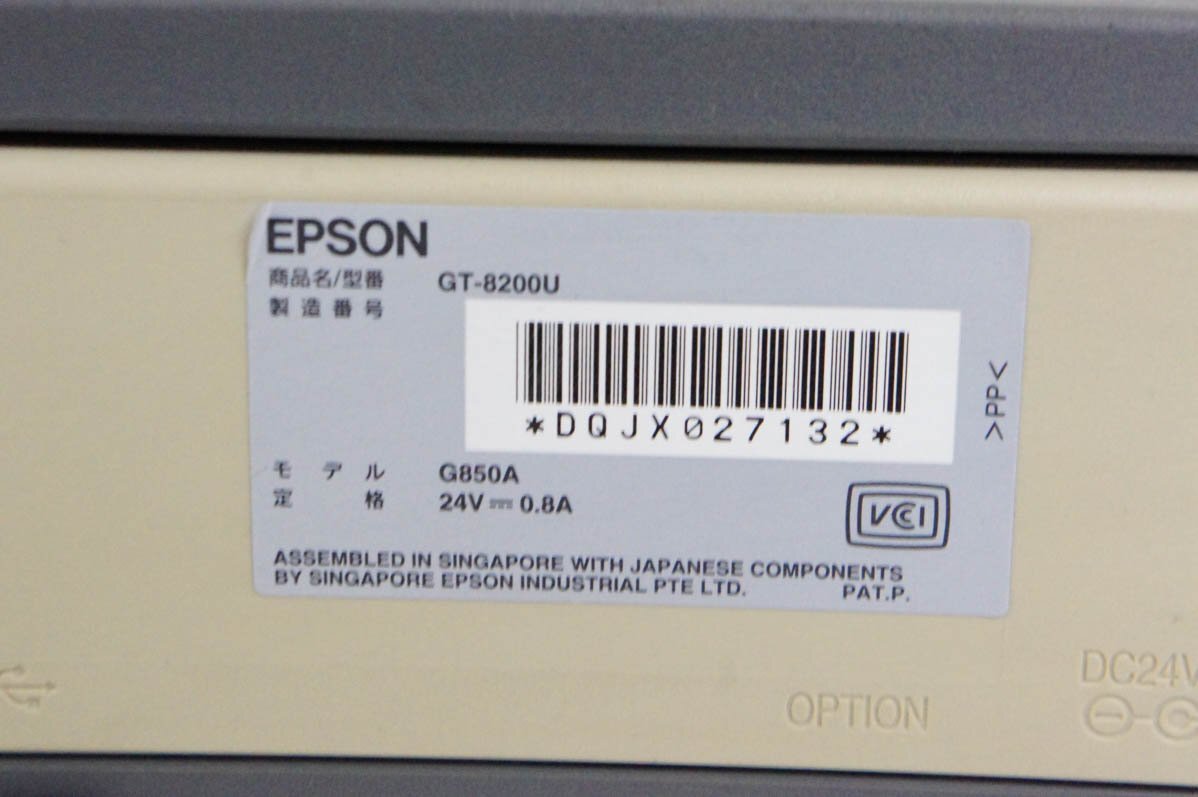 EPSON
商品名/型番 GT-8200U
製造番号
*DQJX027132*
>PP<
モデル G850A
定格 24V⎓0.8A
VCCI
ASSEMBLED IN SINGAPORE WITH JAPANESE COMPONENTS
BY SINGAPORE EPSON INDUSTRIAL PTE LTD. PAT.P.
DC24V
OPTION